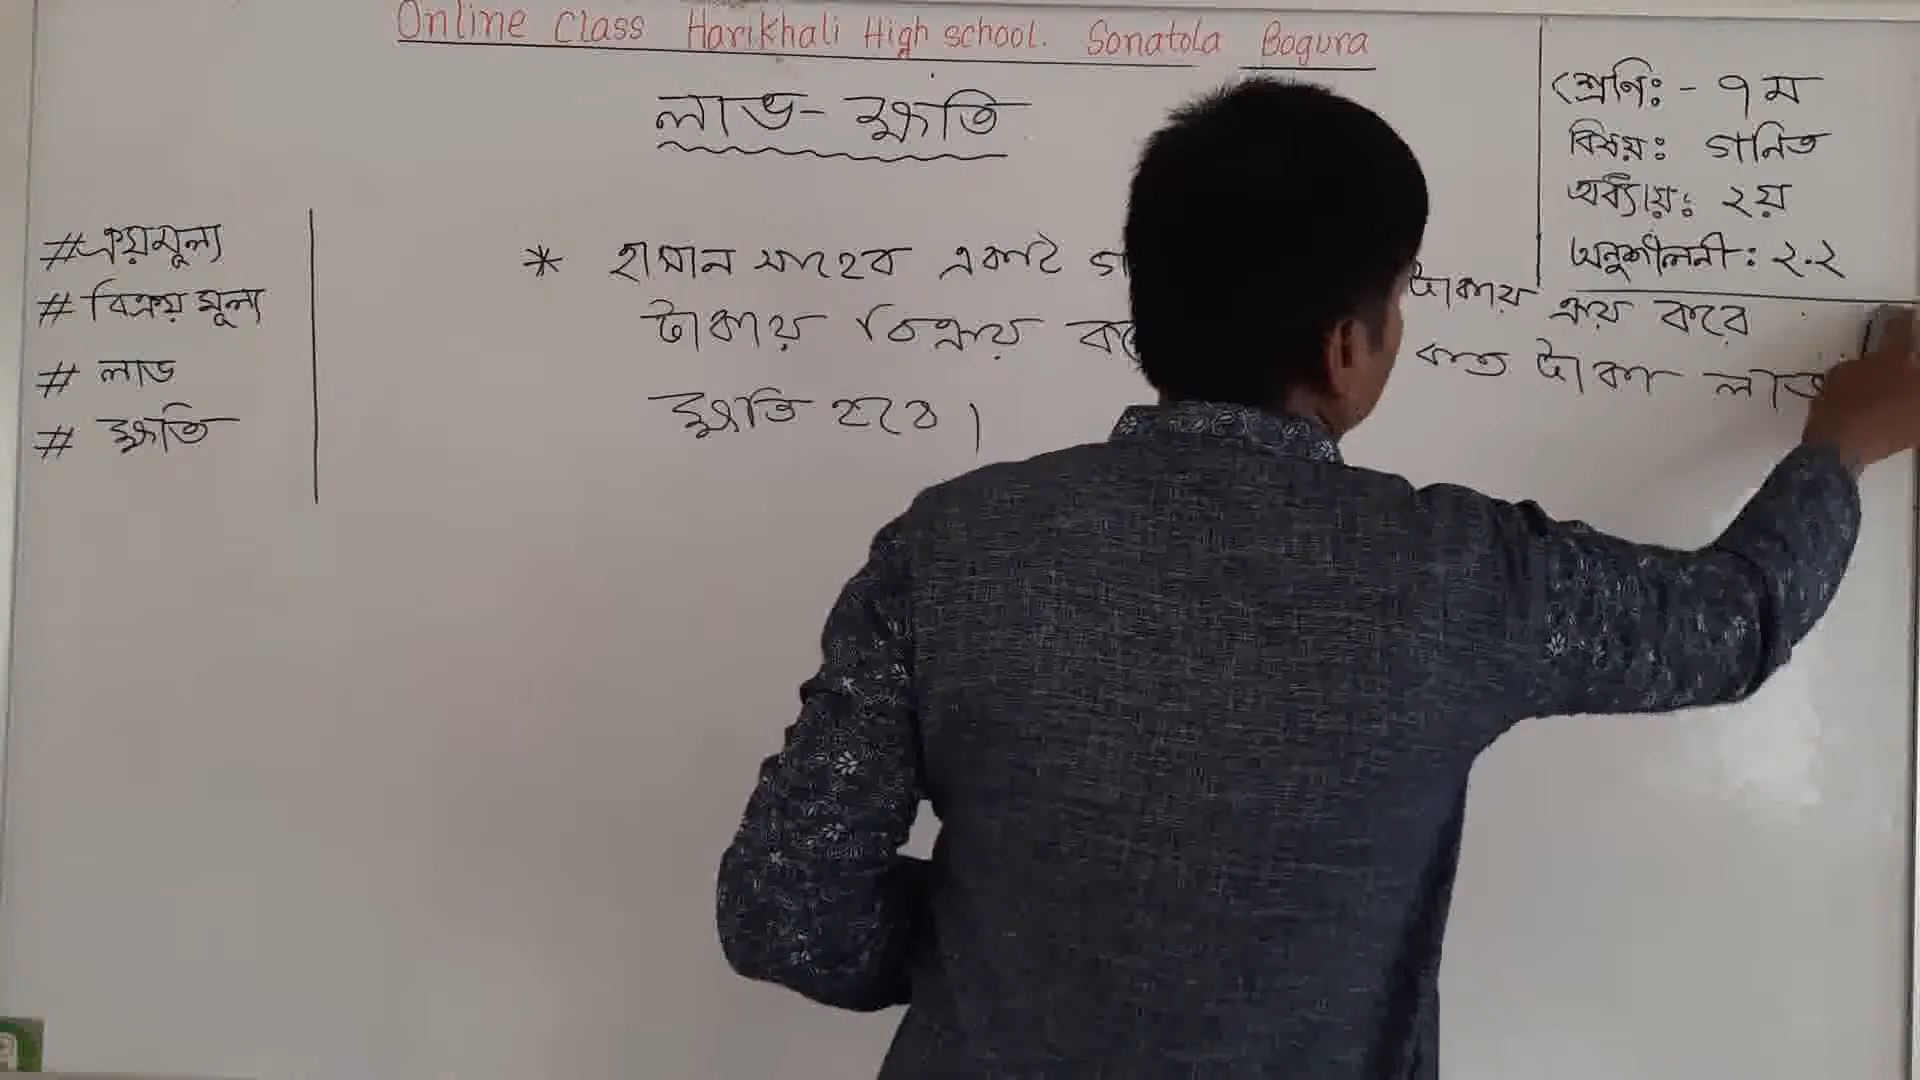 Online Class Harikhali High school. Sonatola Bogura
লাভ - ক্ষতি
শ্রেণিঃ - ৭ম
বিষয়ঃ গনিত
অধ্যায়ঃ ২য়
অনুশীলনীঃ ২.২
# ক্রয়মূল্য
# বিক্রয় মূল্য
# লাভ
# ক্ষতি
* হাসান সাহেব একটি টাকায় ক্রয় করে
টাকায় বিক্রয় কত টাকা লাভ
ক্ষতি হবে।